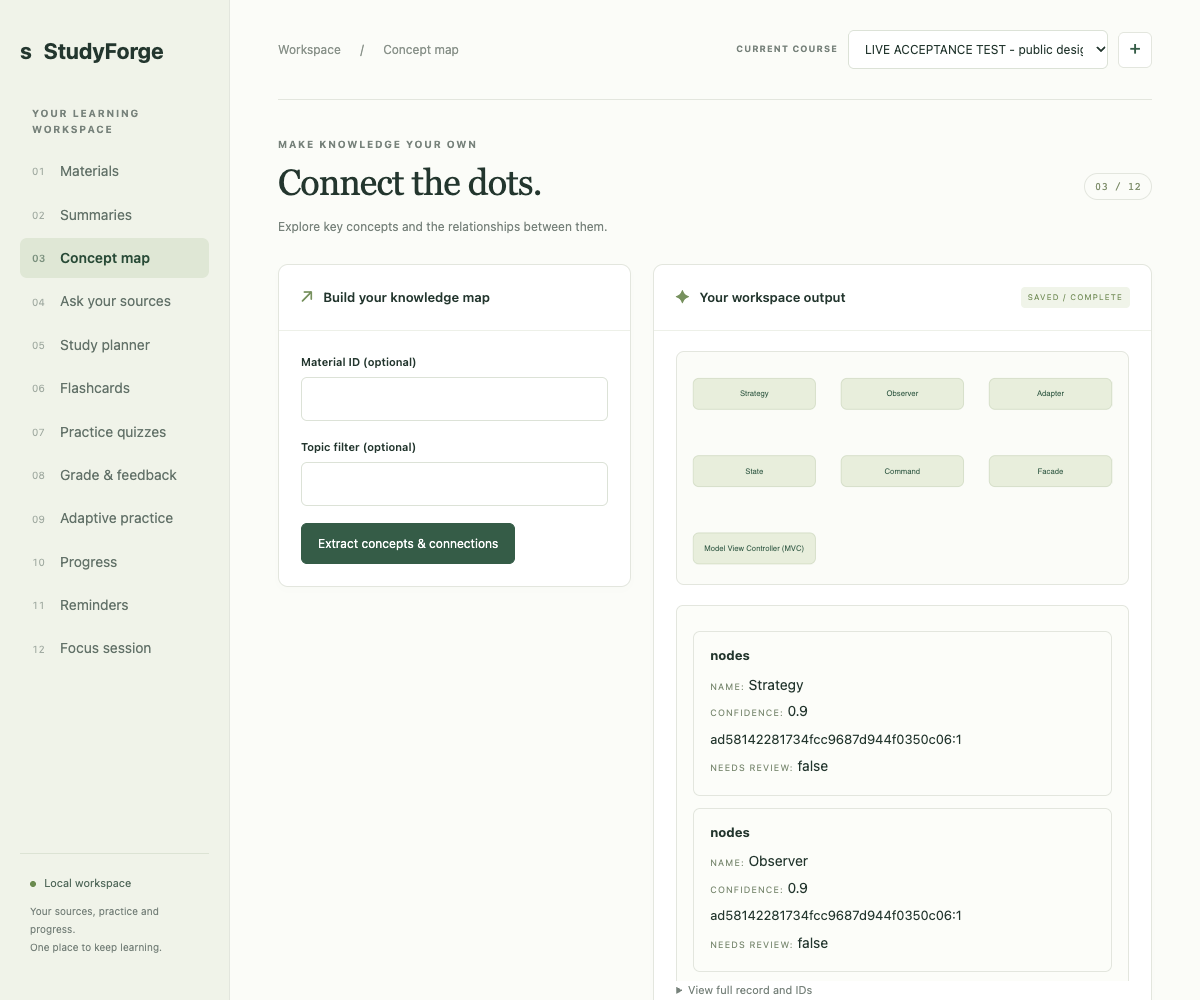 s StudyForge
YOUR LEARNING
WORKSPACE
01 Materials
02 Summaries
03 Concept map
04 Ask your sources
05 Study planner
06 Flashcards
07 Practice quizzes
08 Grade & feedback
09 Adaptive practice
10 Progress
11 Reminders
12 Focus session
Local workspace
Your sources, practice and
progress.
One place to keep learning.
Workspace / Concept map
CURRENT COURSE
LIVE ACCEPTANCE TEST - public desig
+
MAKE KNOWLEDGE YOUR OWN
Connect the dots.
03 / 12
Explore key concepts and the relationships between them.
Build your knowledge map
Material ID (optional)
Topic filter (optional)
Extract concepts & connections
Your workspace output
SAVED / COMPLETE
Strategy
Observer
Adapter
State
Command
Facade
Model View Controller (MVC)
nodes
NAME: Strategy
CONFIDENCE: 0.9
ad58142281734fcc9687d944f0350c06:1
NEEDS REVIEW: false
nodes
NAME: Observer
CONFIDENCE: 0.9
ad58142281734fcc9687d944f0350c06:1
NEEDS REVIEW: false
View full record and IDs